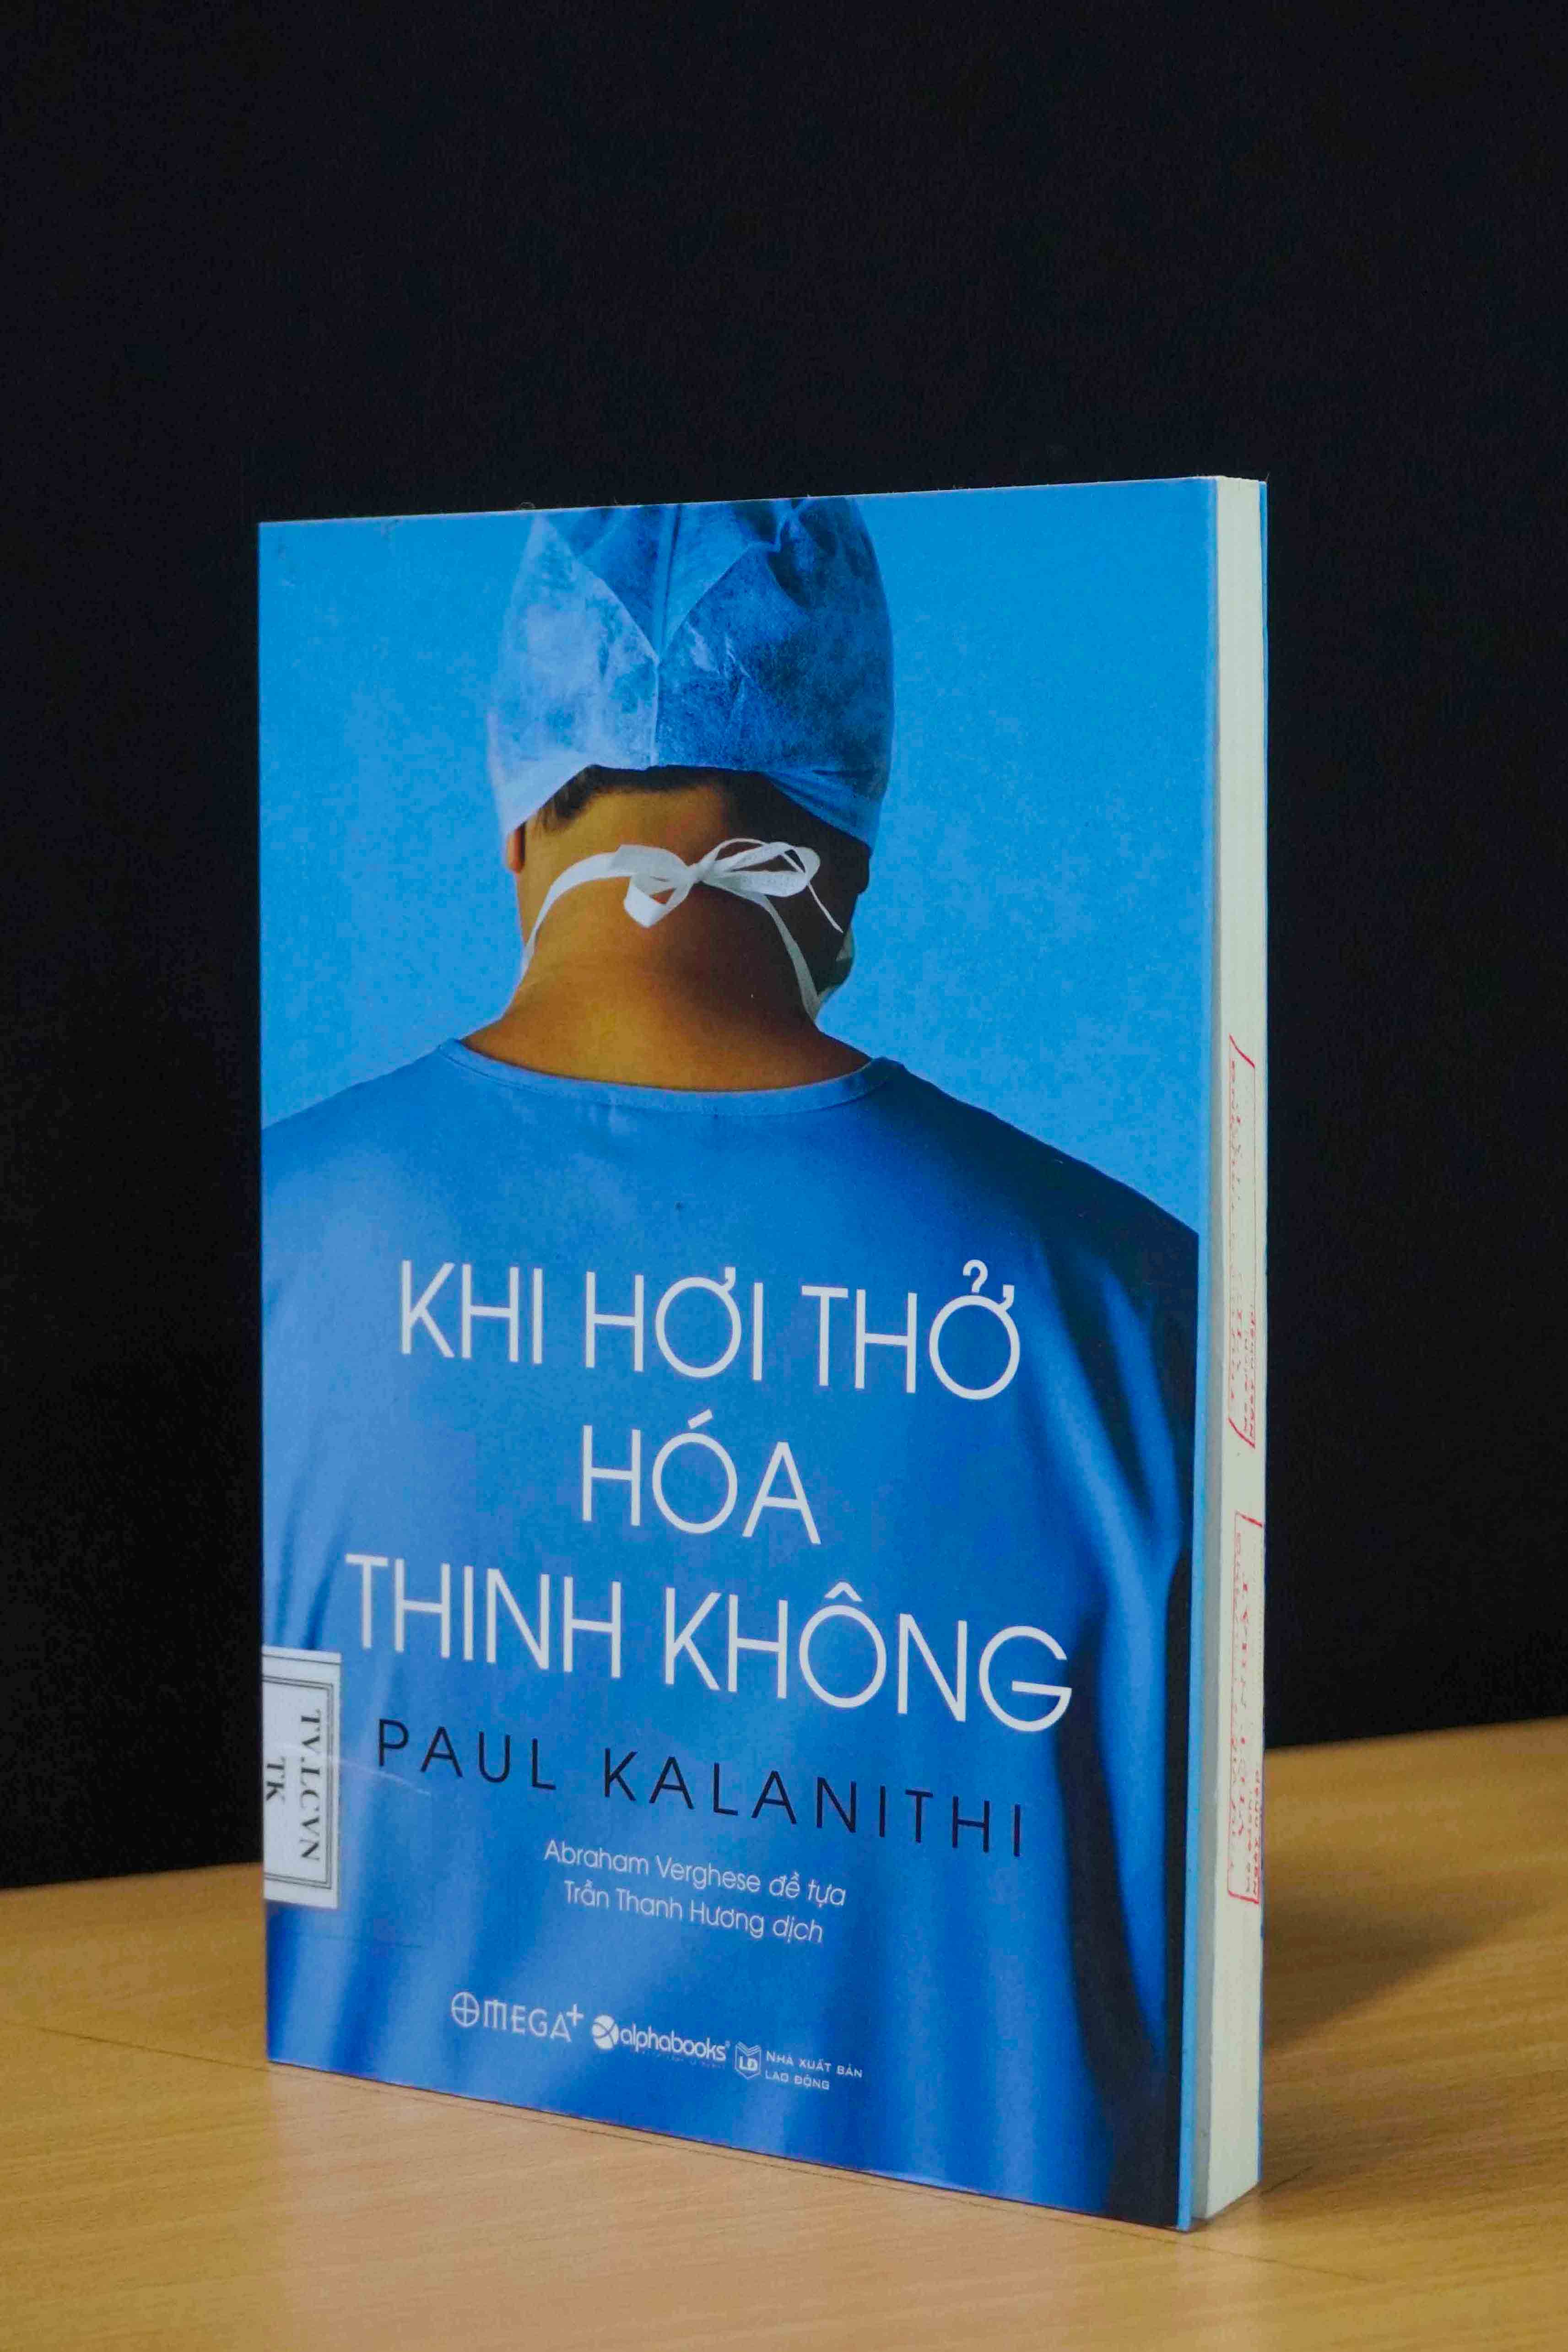 KHI HƠI THỞ
HÓA
THINH KHÔNG
PAUL KALANITHI
Abraham Verghese đề tựa
Trần Thanh Hương dịch
OMEGA+
alphabooks®
LĐ
NHÀ XUẤT BẢN
LAO ĐỘNG
TV.LCVN
TK